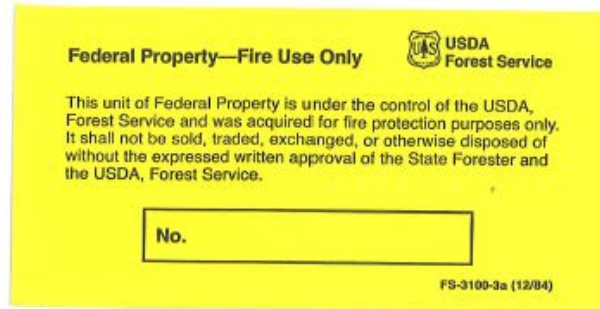 Federal Property—Fire Use Only
UAS
USDA
Forest Service
This unit of Federal Property is under the control of the USDA,
Forest Service and was acquired for fire protection purposes only.
It shall not be sold, traded, exchanged, or otherwise disposed of
without the expressed written approval of the State Forester and
the USDA, Forest Service.
No.
FS-3100-3a (12/84)